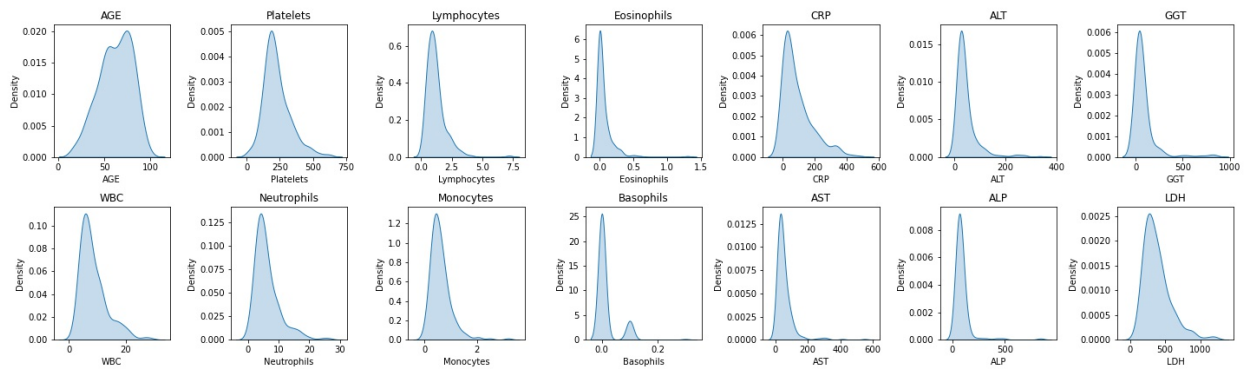 AGE Platelets Lymphocytes Eosinophils CRP ALT GGT
0.020 0.005 0.6 6 0.006 0.015 0.006
0.015 0.004 5 0.005 0.005
0.010 0.003 0.4 4 0.004 0.010 0.004
Density Density Density Density Density Density Density
0.002 3 0.003 0.003
0.005 0.2 2 0.002 0.005 0.002
0.001 1 0.001 0.001
0.000 0.000 0.0 0 0.000 0.000 0.000
0 50 100 0 250 500 750 0.0 2.5 5.0 7.5 0.0 0.5 1.0 1.5 0 200 400 600 0 200 400 0 500 1000
AGE Platelets Lymphocytes Eosinophils CRP ALT GGT
WBC Neutrophils Monocytes Basophils AST ALP LDH
0.10 0.125 1.2 25 0.0125 0.008 0.0025
0.08 0.100 1.0 20 0.0100 0.0020
0.06 0.075 0.8 15 0.0075 0.006 0.0015
Density Density Density Density Density Density Density
0.04 0.050 0.6 10 0.0050 0.004 0.0010
0.02 0.025 0.4 5 0.0025 0.002 0.0005
0.2
0.00 0.000 0.0 0 0.0000 0.000 0.0000
0 20 0 10 20 30 0 2 0.0 0.2 0 200 400 600 0 500 0 500 1000
WBC Neutrophils Monocytes Basophils AST ALP LDH